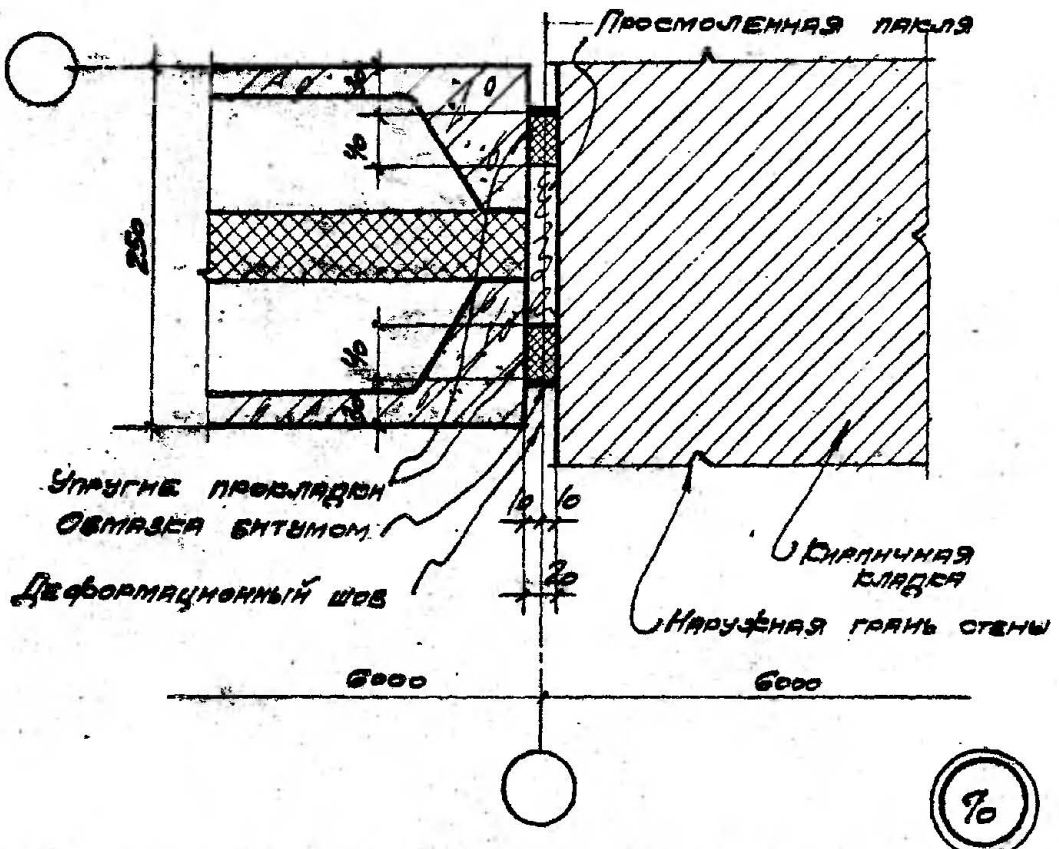 Просмоленная пакля
30
40
250
40
30
Упругие прокладки
Обмазка битумом
10 10
Кирпичная
кладка
Деформационный шов
20
Наружная грань стены
6000 6000
70